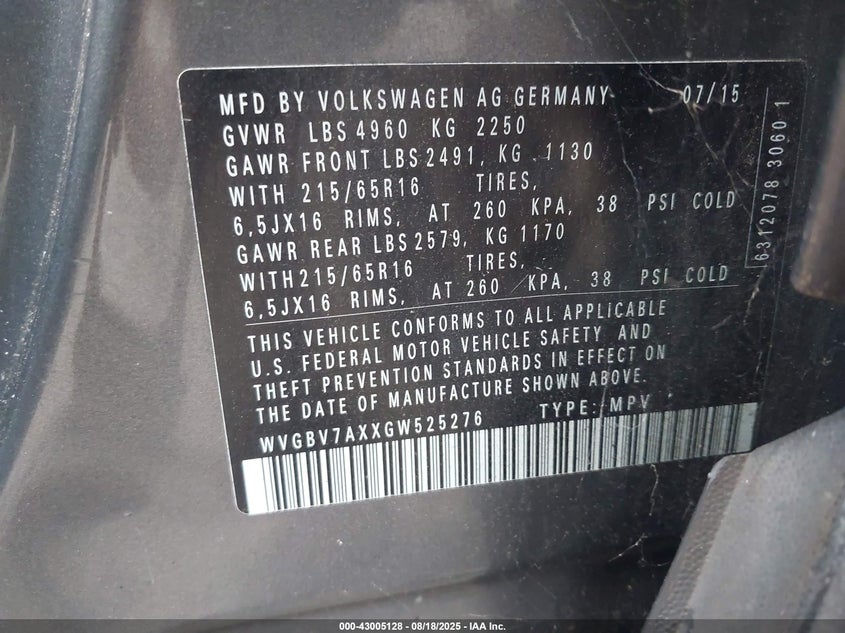 MFD BY VOLKSWAGEN AG GERMANY 07/15
GVWR LBS 4960 KG 2250
GAWR FRONT LBS 2491, KG 1130
WITH 215/65R16 TIRES,
6,5JX16 RIMS, AT 260 KPA, 38 PSI COLD
GAWR REAR LBS 2579, KG 1170
WITH 215/65R16 TIRES,
6,5JX16 RIMS, AT 260 KPA, 38 PSI COLD
THIS VEHICLE CONFORMS TO ALL APPLICABLE
U.S. FEDERAL MOTOR VEHICLE SAFETY AND
THEFT PREVENTION STANDARDS IN EFFECT ON
THE DATE OF MANUFACTURE SHOWN ABOVE.
WVGBV7AXXGW525276 TYPE: MPV
6312078 3060 1
000-43005128 - 08/18/2025 - IAA Inc.